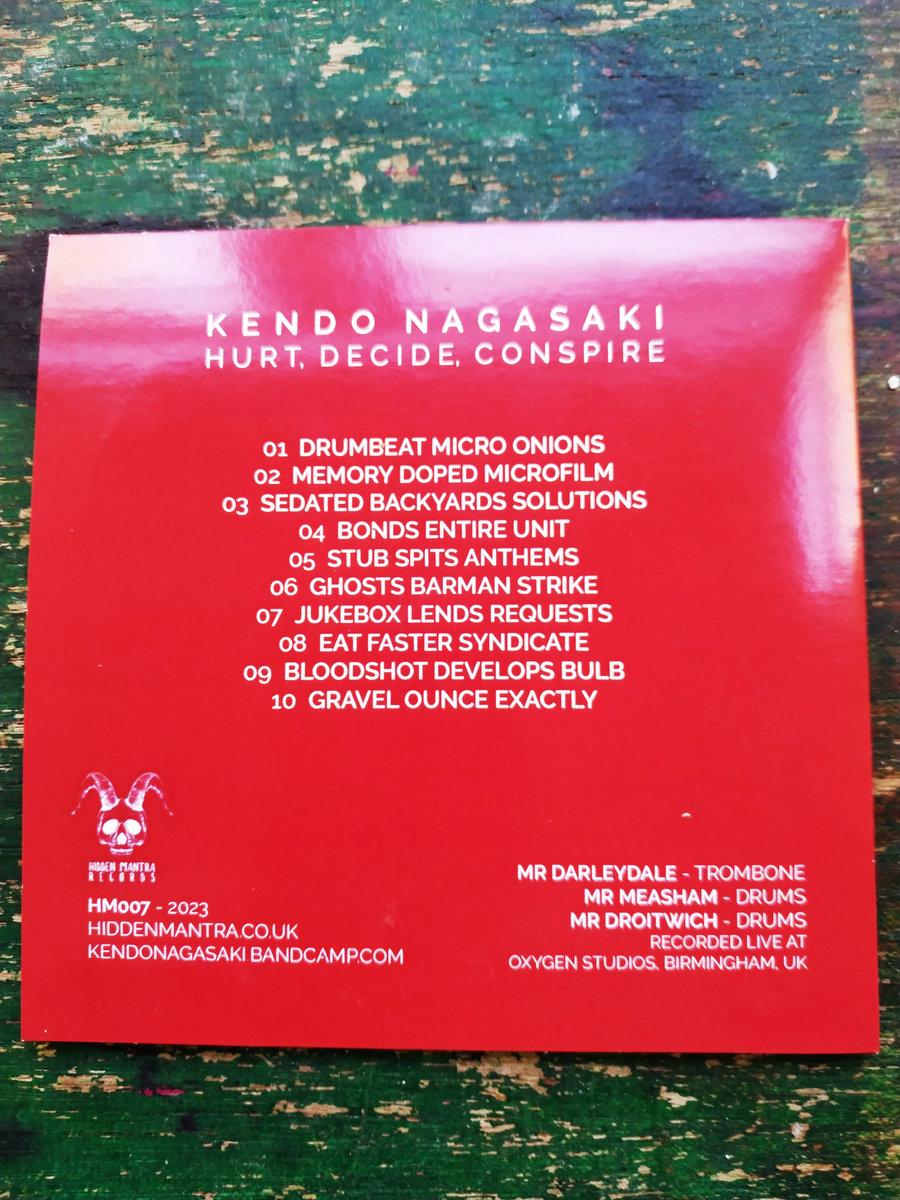 KENDO NAGASAKI
HURT, DECIDE, CONSPIRE
01 DRUMBEAT MICRO ONIONS
02 MEMORY DOPED MICROFILM
03 SEDATED BACKYARDS SOLUTIONS
04 BONDS ENTIRE UNIT
05 STUB SPITS ANTHEMS
06 GHOSTS BARMAN STRIKE
07 JUKEBOX LENDS REQUESTS
08 EAT FASTER SYNDICATE
09 BLOODSHOT DEVELOPS BULB
10 GRAVEL OUNCE EXACTLY
HIDDEN MANTRA
RECORDS
HM007 - 2023
HIDDENMANTRA.CO.UK
KENDONAGASAKI.BANDCAMP.COM
MR DARLEYDALE - TROMBONE
MR MEASHAM - DRUMS
MR DROITWICH - DRUMS
RECORDED LIVE AT
OXYGEN STUDIOS, BIRMINGHAM, UK